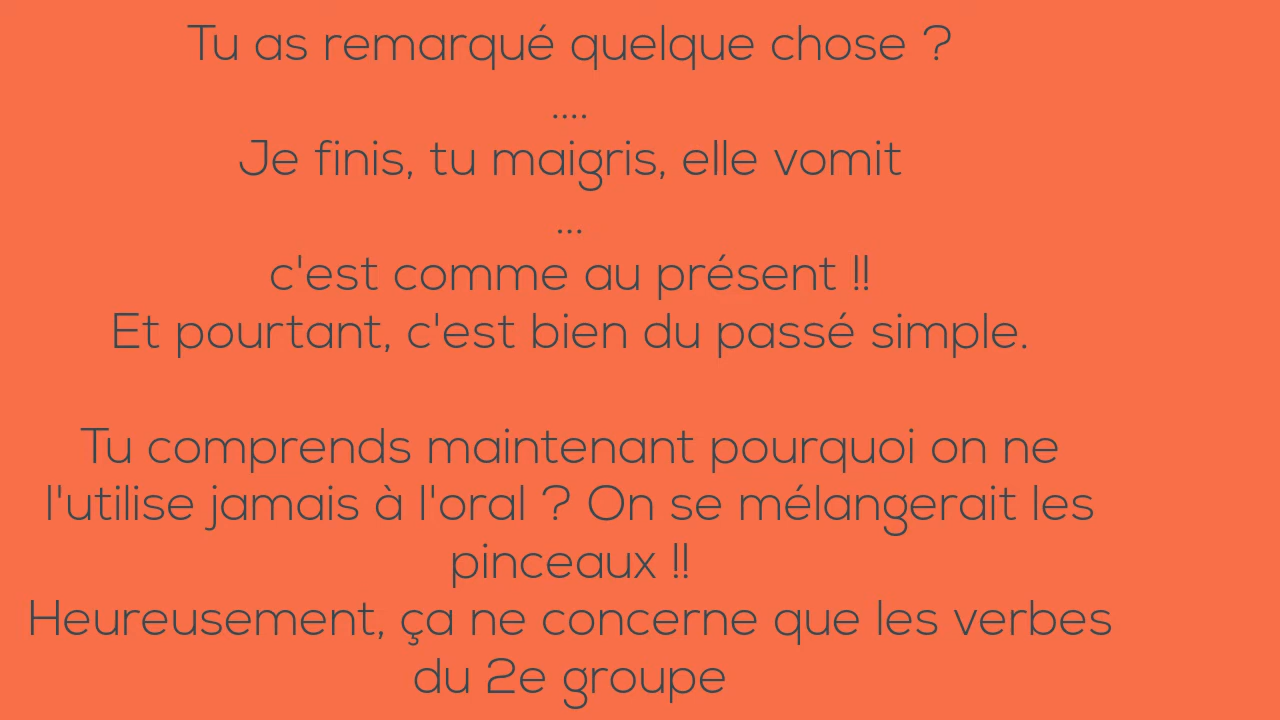 Tu as remarqué quelque chose ?
....
Je finis, tu maigris, elle vomit
...
c'est comme au présent !!
Et pourtant, c'est bien du passé simple.
Tu comprends maintenant pourquoi on ne
l'utilise jamais à l'oral ? On se mélangerait les
pinceaux !!
Heureusement, ça ne concerne que les verbes
du 2e groupe